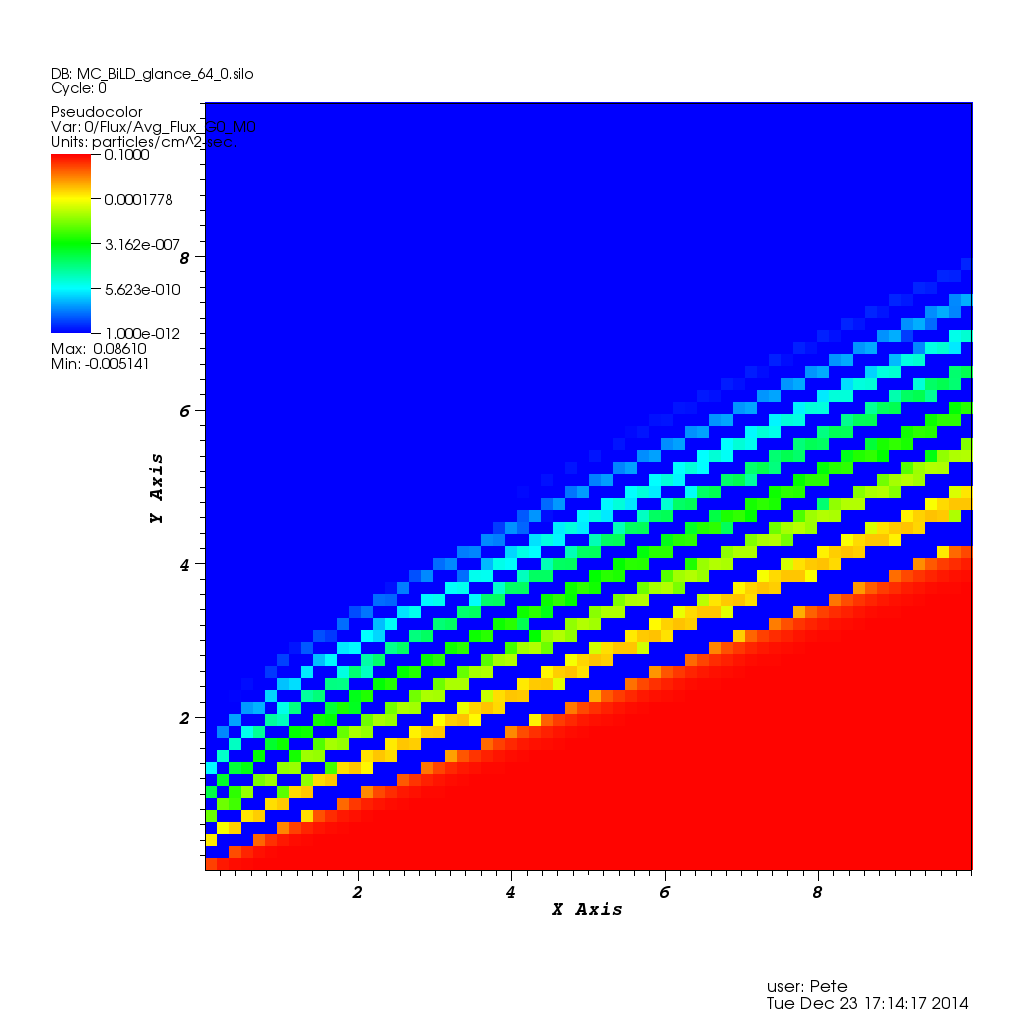 DB: MC_BiLD_glance_64_0.silo
Cycle: 0
Pseudocolor
Var: 0/Flux/Avg_Flux_G0_M0
Units: particles/cm^2-sec.
0.1000
0.0001778
3.162e-007
5.623e-010
1.000e-012
Max: 0.08610
Min: -0.005141
8
6
4
2
Y Axis
2
4
6
8
X Axis
user: Pete
Tue Dec 23 17:14:17 2014